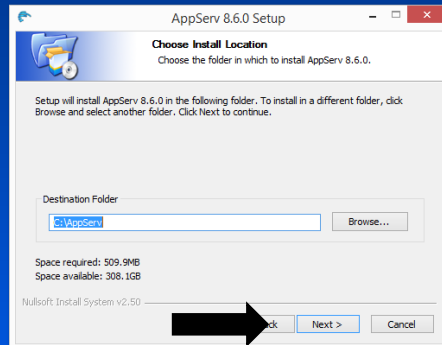 AppServ 8.6.0 Setup
Choose Install Location
Choose the folder in which to install AppServ 8.6.0.
Setup will install AppServ 8.6.0 in the following folder. To install in a different folder, click
Browse and select another folder. Click Next to continue.
Destination Folder
C:\AppServ
Browse...
Space required: 509.9MB
Space available: 308.1GB
Nullsoft Install System v2.50
Next >
Cancel